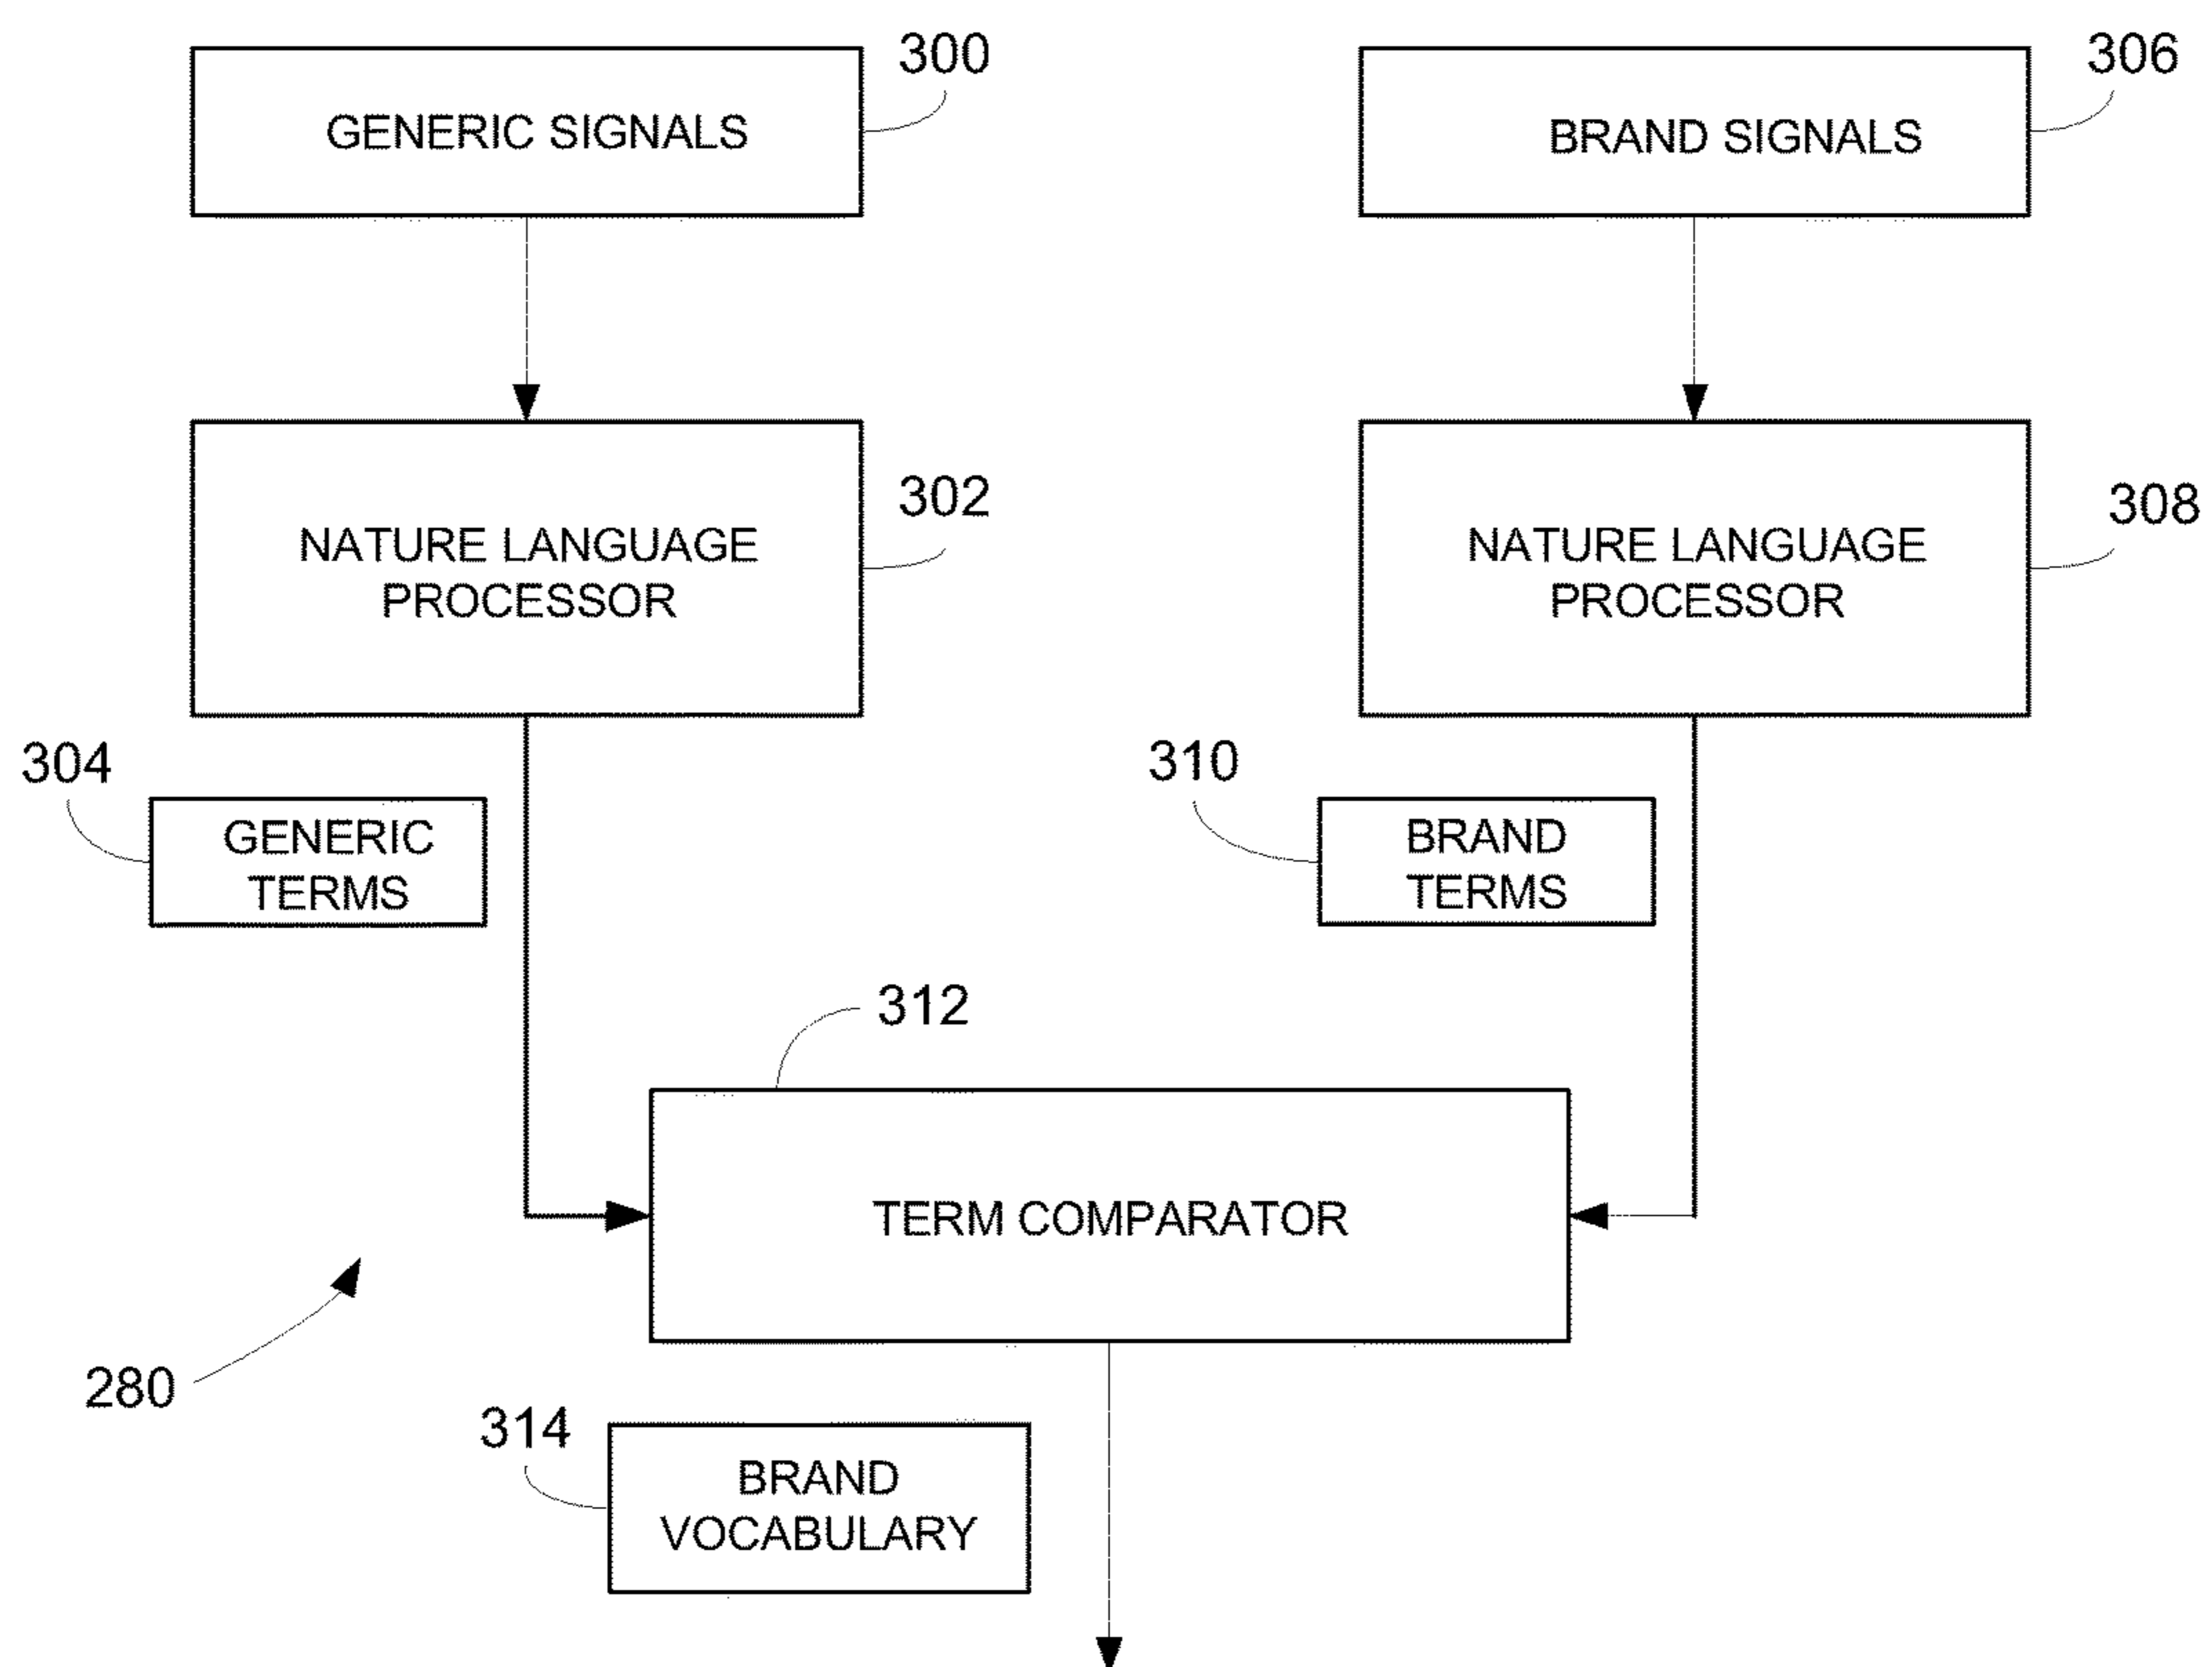 300
GENERIC SIGNALS
306
BRAND SIGNALS
302
NATURE LANGUAGE
PROCESSOR
308
NATURE LANGUAGE
PROCESSOR
304
GENERIC
TERMS
310
BRAND
TERMS
312
TERM COMPARATOR
280
314
BRAND
VOCABULARY